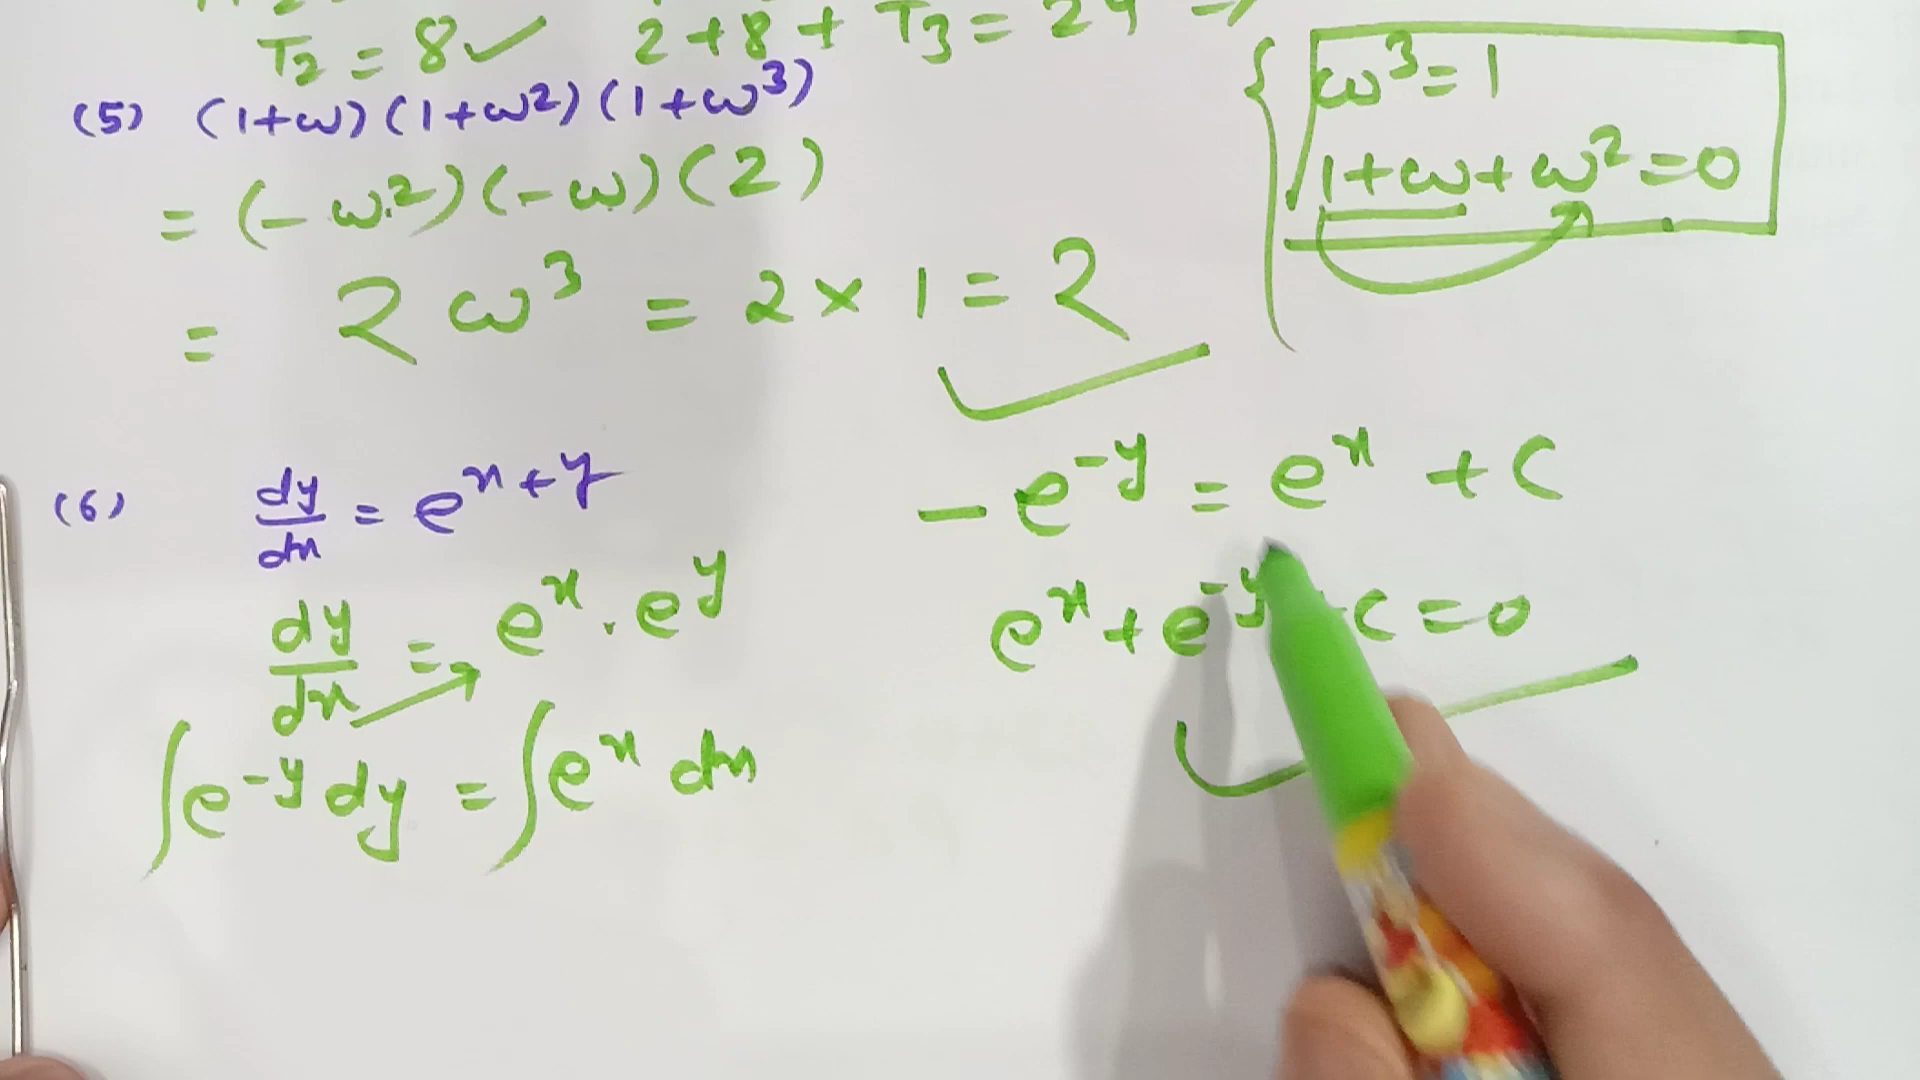 T₂ = 8 ✓ 2+8+ T₃ = 24 ⇒
(5) (1+ω)(1+ω²)(1+ω³)
= (-ω²)(-ω)(2)
= 2ω³ = 2 × 1 = 2
ω³ = 1
1+ω+ω² = 0
(6) dy/dx = e^(x+y)
dy/dx = e^x . e^y
∫e^(-y) dy = ∫e^x dx
-e^(-y) = e^x + C
e^x + e^(-y) + C = 0